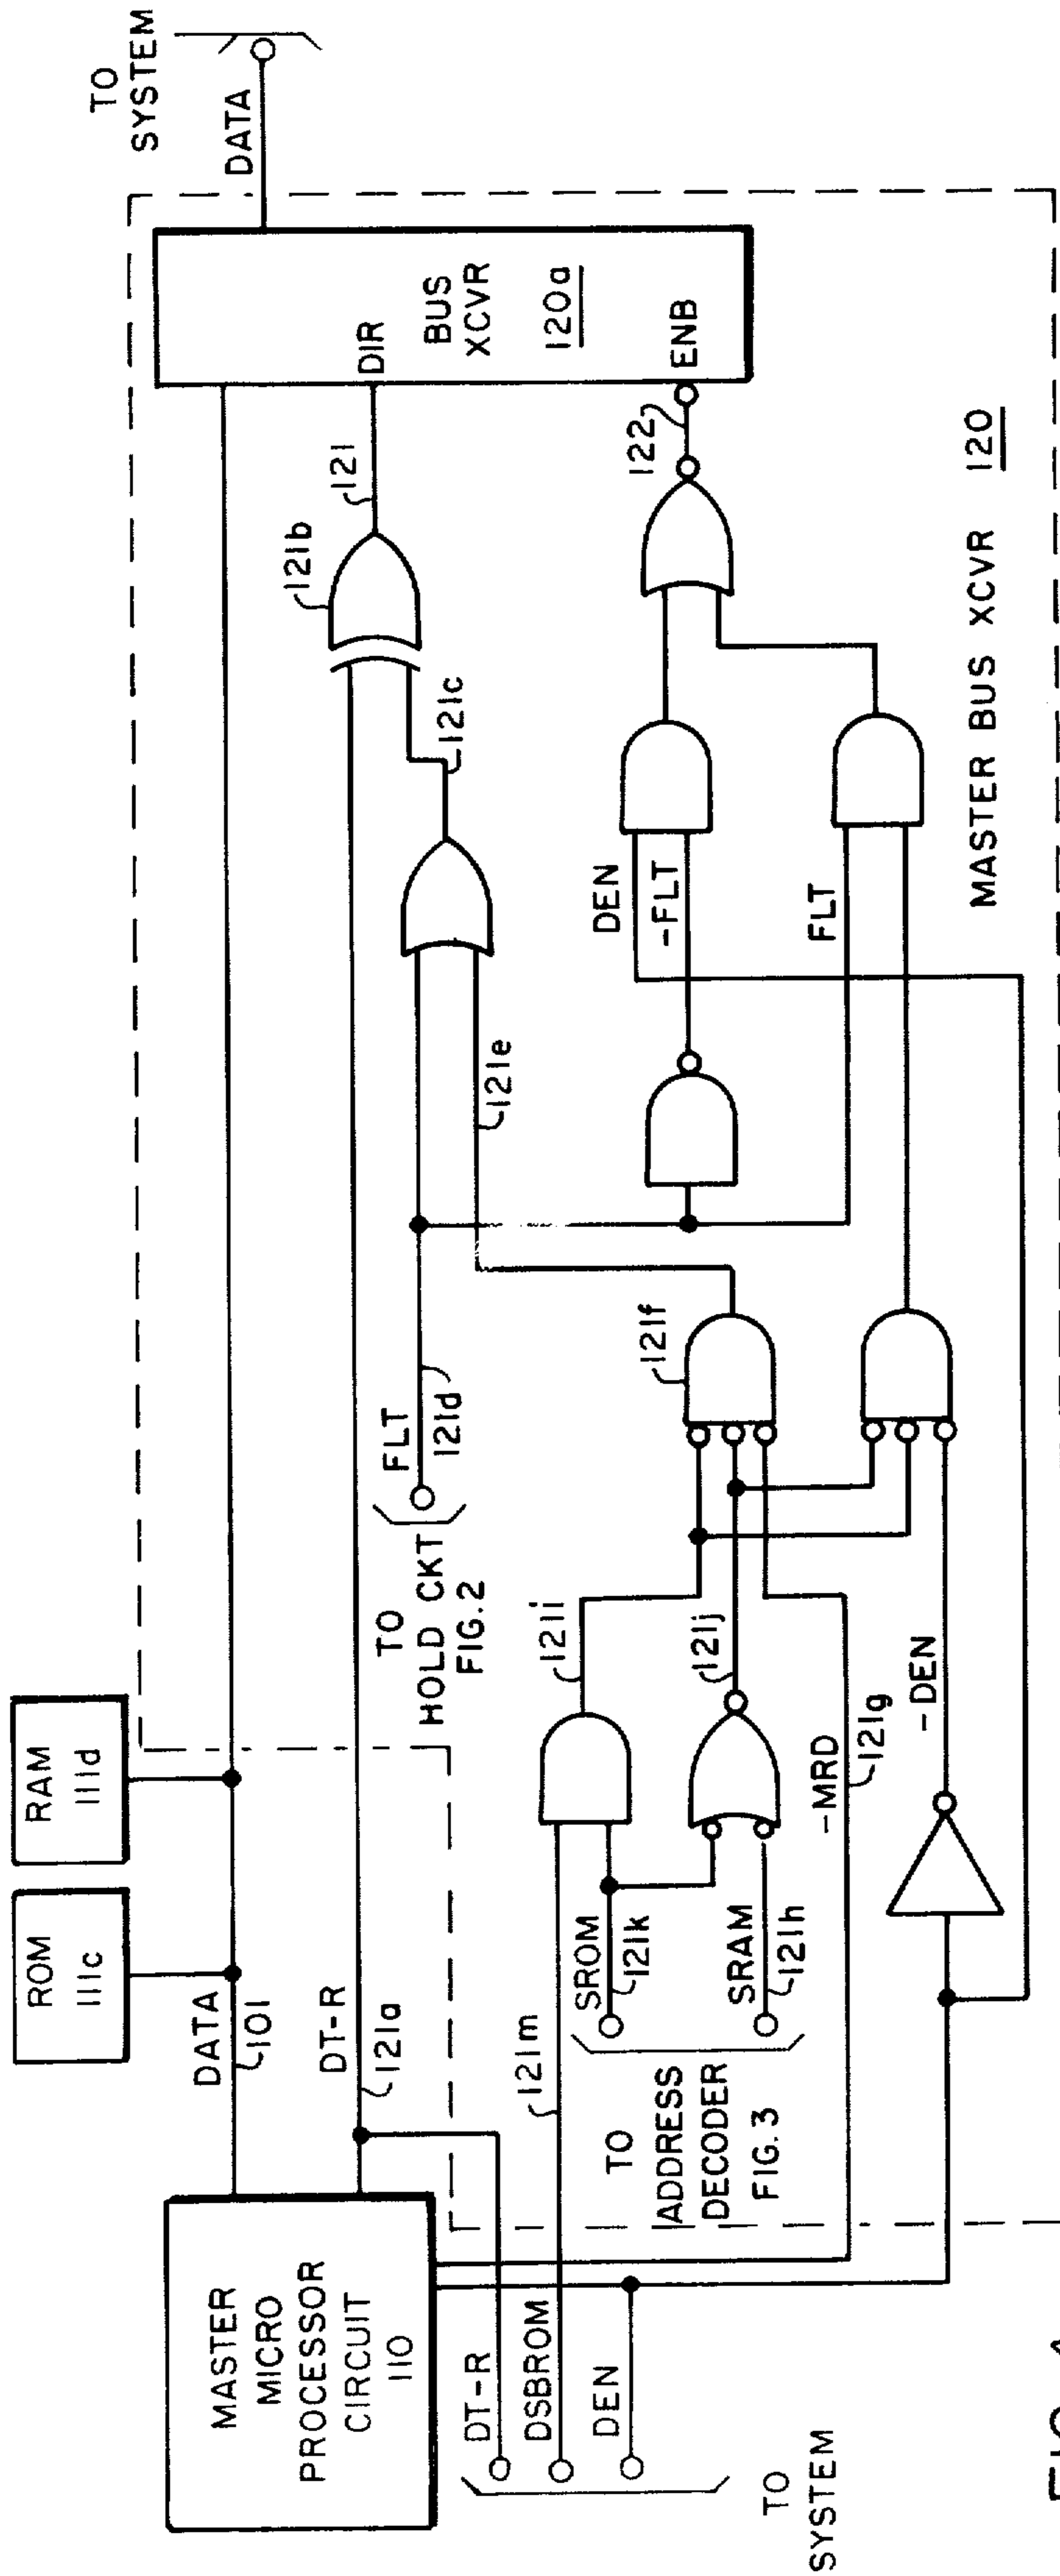 TO
SYSTEM
DATA
RAM
111d
ROM
111c
DATA
101
DT-R
121a
MASTER
MICRO
PROCESSOR
CIRCUIT
110
121b
121
DIR
BUS
XCVR
120a
ENB
122
121c
121e
FLT
121d
TO
HOLD CKT
FIG.2
DEN
-FLT
FLT
121f
121i
121j
-MRD
121g
-DEN
121m
SROM
121k
SRAM
121h
TO
ADDRESS
DECODER
FIG.3
DT-R
DSBROM
DEN
TO
SYSTEM
MASTER BUS XCVR 120